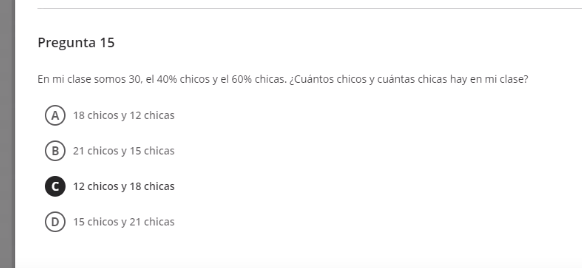 Pregunta 15
En mi clase somos 30, el 40% chicos y el 60% chicas. ¿Cuántos chicos y cuántas chicas hay en mi clase?
A 18 chicos y 12 chicas
B 21 chicos y 15 chicas
C 12 chicos y 18 chicas
D 15 chicos y 21 chicas